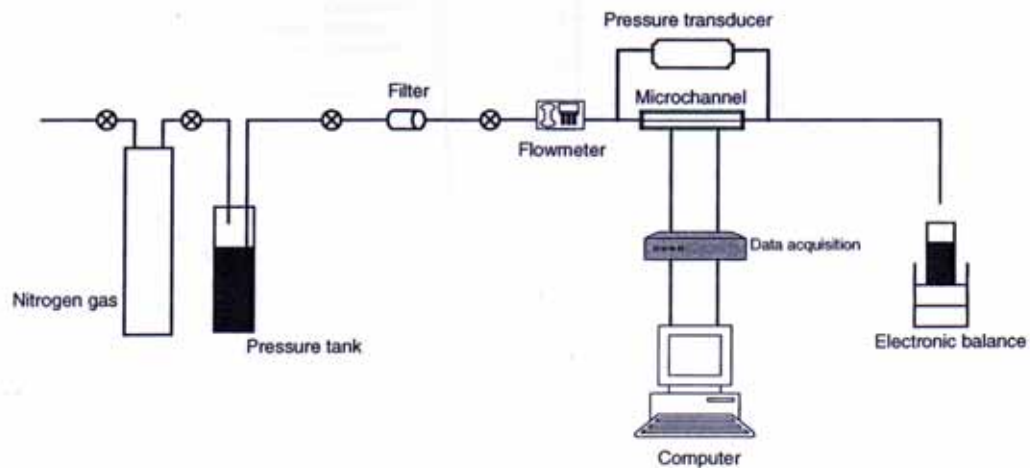 Pressure transducer
Filter
Microchannel
Flowmeter
Data acquisition
Nitrogen gas
Pressure tank
Electronic balance
Computer